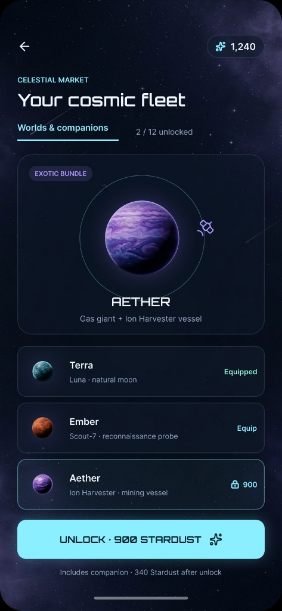 1,240
CELESTIAL MARKET
Your cosmic fleet
Worlds & companions
2 / 12 unlocked
EXOTIC BUNDLE
AETHER
Gas giant + Ion Harvester vessel
Terra
Luna · natural moon
Equipped
Ember
Scout-7 · reconnaissance probe
Equip
Aether
Ion Harvester · mining vessel
900
UNLOCK · 900 STARDUST
Includes companion · 340 Stardust after unlock